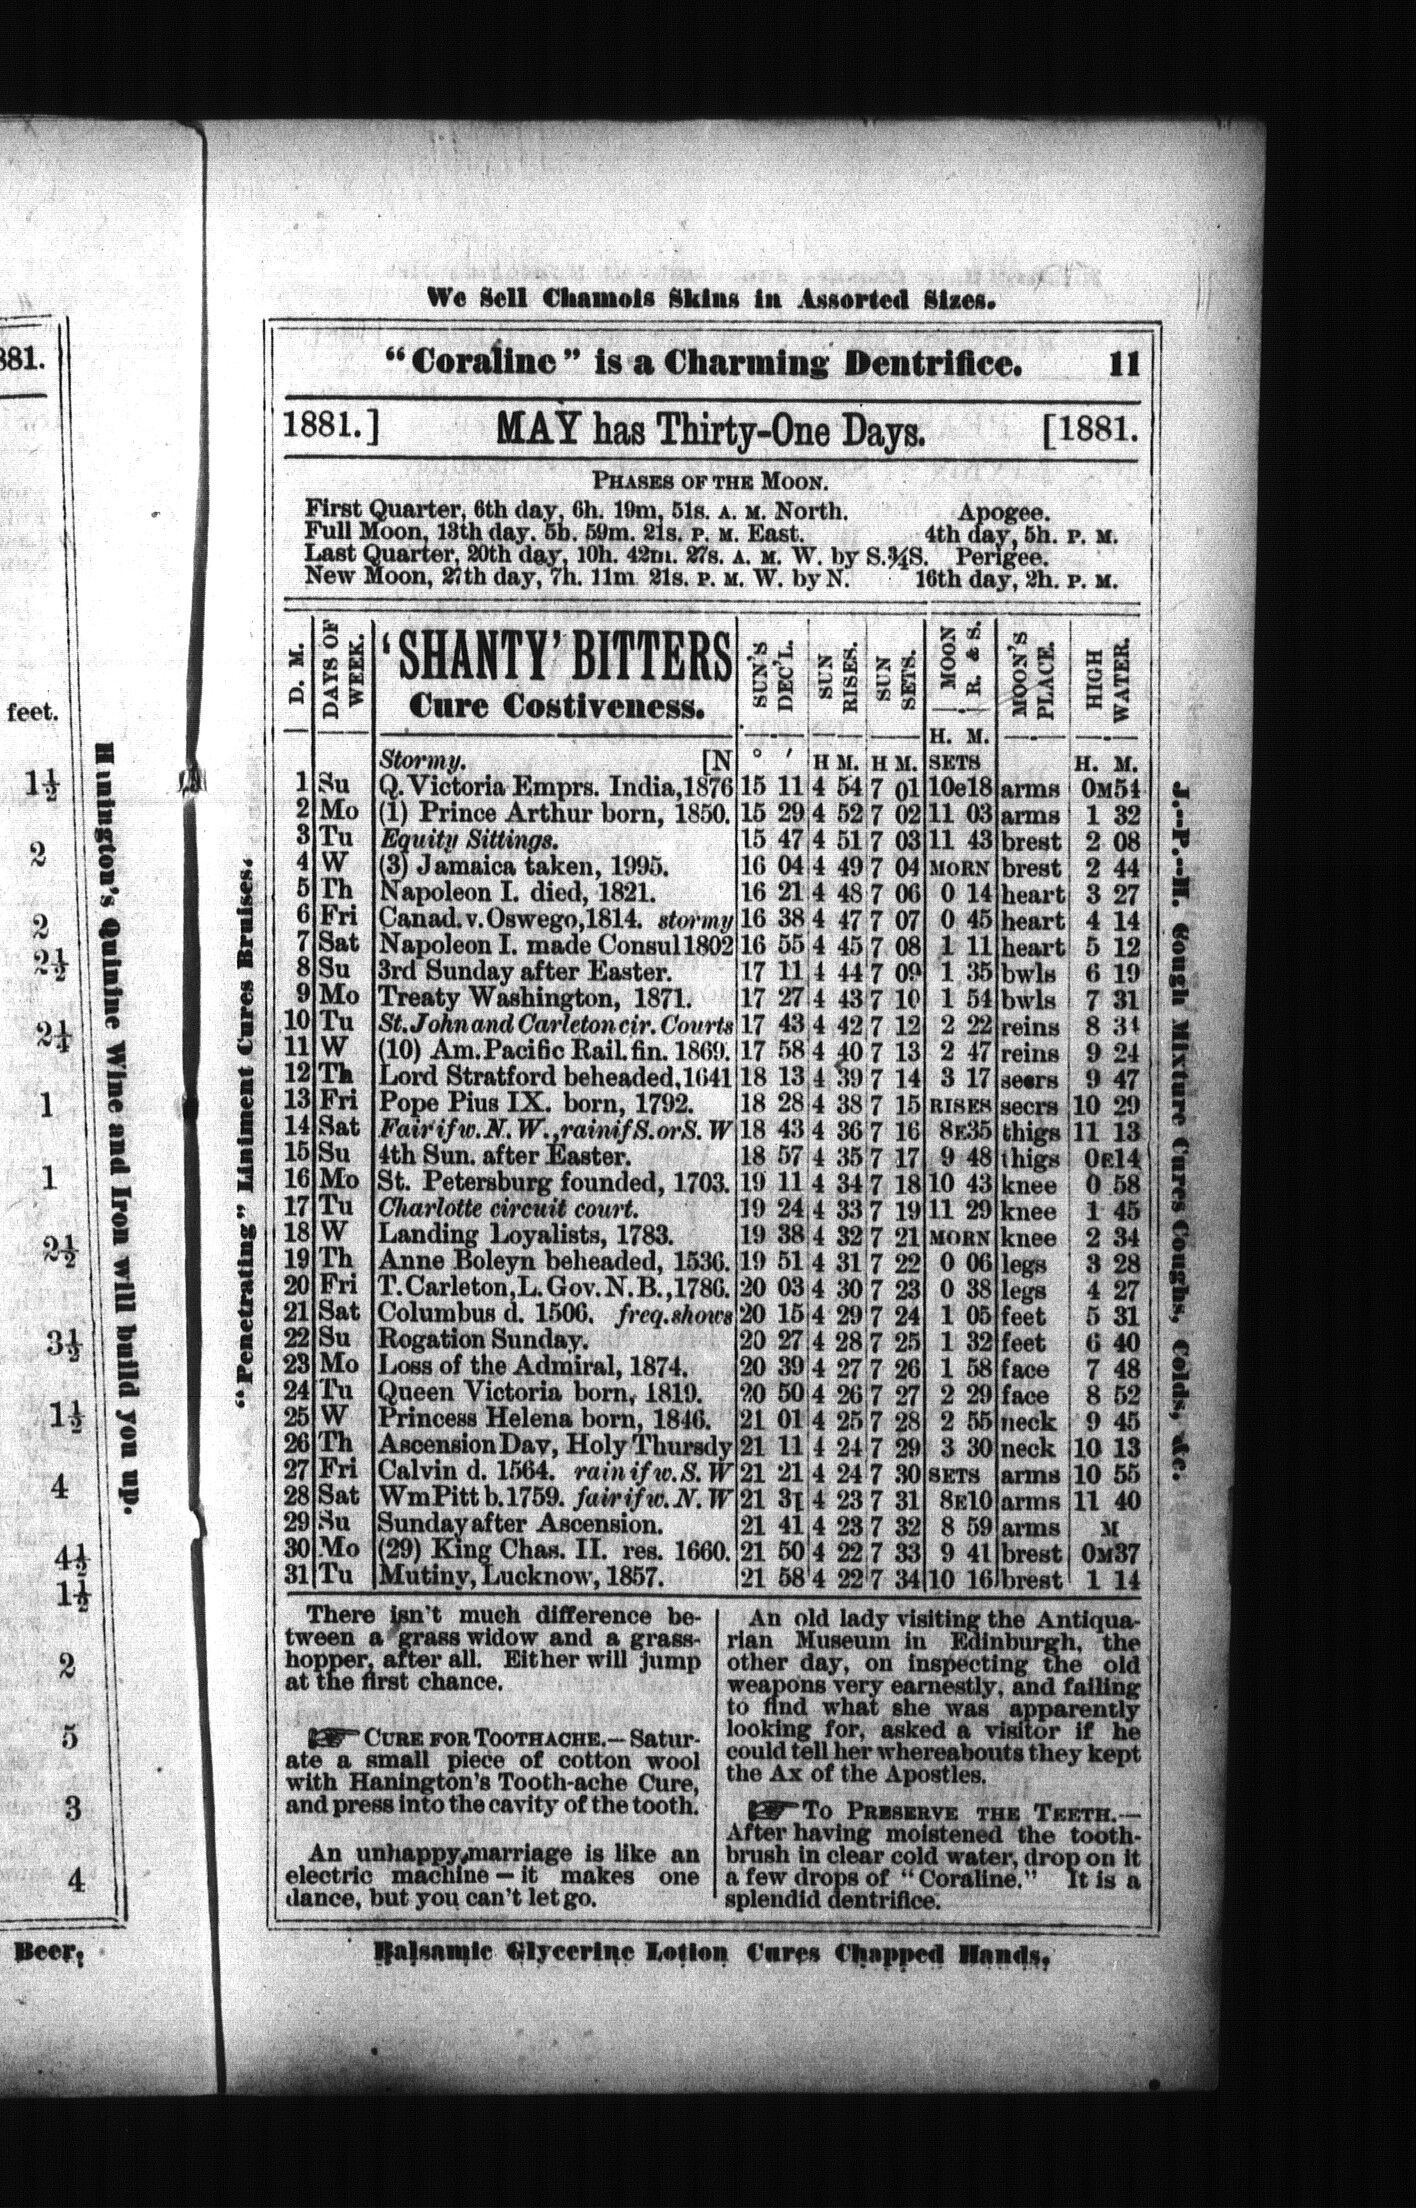 881.
feet.
1½
2
2
2½
2¼
1
1
2½
3½
1½
4
4½
1½
2
5
3
4
Beer,
Hanington's Quinine Wine and Iron will build you up.
"Penetrating" Liniment Cures Bruises.
We Sell Chamois Skins in Assorted Sizes.
"Coraline" is a Charming Dentrifice. 11
1881.] MAY has Thirty-One Days. [1881.
PHASES OF THE MOON.
First Quarter, 6th day, 6h. 19m, 51s. A. M. North. Apogee.
Full Moon, 13th day. 5h. 59m. 21s. P. M. East. 4th day, 5h. P. M.
Last Quarter, 20th day, 10h. 42m. 27s. A. M. W. by S.¾S. Perigee.
New Moon, 27th day, 7h. 11m 21s. P. M. W. by N. 16th day, 2h. P. M.
D. M. DAYS OF WEEK. 'SHANTY' BITTERS Cure Costiveness. SUN'S DEC'L. SUN RISES. SUN SETS. MOON R. & S. MOON'S PLACE. HIGH WATER.
H. M.
Stormy. [N ° ′ H M. H M. SETS H. M.
1 Su Q. Victoria Emprs. India, 1876 15 11 4 54 7 01 10e18 arms 0M54
2 Mo (1) Prince Arthur born, 1850. 15 29 4 52 7 02 11 03 arms 1 32
3 Tu Equity Sittings. 15 47 4 51 7 03 11 43 brest 2 08
4 W (3) Jamaica taken, 1995. 16 04 4 49 7 04 MORN brest 2 44
5 Th Napoleon I. died, 1821. 16 21 4 48 7 06 0 14 heart 3 27
6 Fri Canad. v. Oswego, 1814. stormy 16 38 4 47 7 07 0 45 heart 4 14
7 Sat Napoleon I. made Consul 1802 16 55 4 45 7 08 1 11 heart 5 12
8 Su 3rd Sunday after Easter. 17 11 4 44 7 09 1 35 bwls 6 19
9 Mo Treaty Washington, 1871. 17 27 4 43 7 10 1 54 bwls 7 31
10 Tu St. John and Carleton cir. Courts 17 43 4 42 7 12 2 22 reins 8 34
11 W (10) Am. Pacific Rail. fin. 1869. 17 58 4 40 7 13 2 47 reins 9 24
12 Th Lord Stratford beheaded, 1641 18 13 4 39 7 14 3 17 secrs 9 47
13 Fri Pope Pius IX. born, 1792. 18 28 4 38 7 15 RISES secrs 10 29
14 Sat Fair if w. N. W., rain if S. or S. W 18 43 4 36 7 16 8E35 thigs 11 13
15 Su 4th Sun. after Easter. 18 57 4 35 7 17 9 48 thigs 0E14
16 Mo St. Petersburg founded, 1703. 19 11 4 34 7 18 10 43 knee 0 58
17 Tu Charlotte circuit court. 19 24 4 33 7 19 11 29 knee 1 45
18 W Landing Loyalists, 1783. 19 38 4 32 7 21 MORN knee 2 34
19 Th Anne Boleyn beheaded, 1536. 19 51 4 31 7 22 0 06 legs 3 28
20 Fri T. Carleton, L. Gov. N. B., 1786. 20 03 4 30 7 23 0 38 legs 4 27
21 Sat Columbus d. 1506. freq. shows 20 15 4 29 7 24 1 05 feet 5 31
22 Su Rogation Sunday. 20 27 4 28 7 25 1 32 feet 6 40
23 Mo Loss of the Admiral, 1874. 20 39 4 27 7 26 1 58 face 7 48
24 Tu Queen Victoria born, 1819. 20 50 4 26 7 27 2 29 face 8 52
25 W Princess Helena born, 1846. 21 01 4 25 7 28 2 55 neck 9 45
26 Th Ascension Day, Holy Thursdy 21 11 4 24 7 29 3 30 neck 10 13
27 Fri Calvin d. 1564. rain if w. S. W 21 21 4 24 7 30 SETS arms 10 55
28 Sat Wm Pitt b. 1759. fair if w. N. W 21 31 4 23 7 31 8E10 arms 11 40
29 Su Sunday after Ascension. 21 41 4 23 7 32 8 59 arms M
30 Mo (29) King Chas. II. res. 1660. 21 50 4 22 7 33 9 41 brest 0M37
31 Tu Mutiny, Lucknow, 1857. 21 58 4 22 7 34 10 16 brest 1 14
There isn't much difference be-
tween a grass widow and a grass-
hopper, after all. Either will jump
at the first chance.
☞ CURE FOR TOOTHACHE.—Satur-
ate a small piece of cotton wool
with Hanington's Tooth-ache Cure,
and press into the cavity of the tooth.
An unhappy marriage is like an
electric machine—it makes one
dance, but you can't let go.
An old lady visiting the Antiqua-
rian Museum in Edinburgh, the
other day, on inspecting the old
weapons very earnestly, and failing
to find what she was apparently
looking for, asked a visitor if he
could tell her whereabouts they kept
the Ax of the Apostles.
☞ TO PRESERVE THE TEETH.—
After having moistened the tooth-
brush in clear cold water, drop on it
a few drops of "Coraline." It is a
splendid dentrifice.
Balsamic Glycerine Lotion Cures Chapped Hands.
J.-P.-H. Cough Mixture Cures Coughs, Colds, &c.